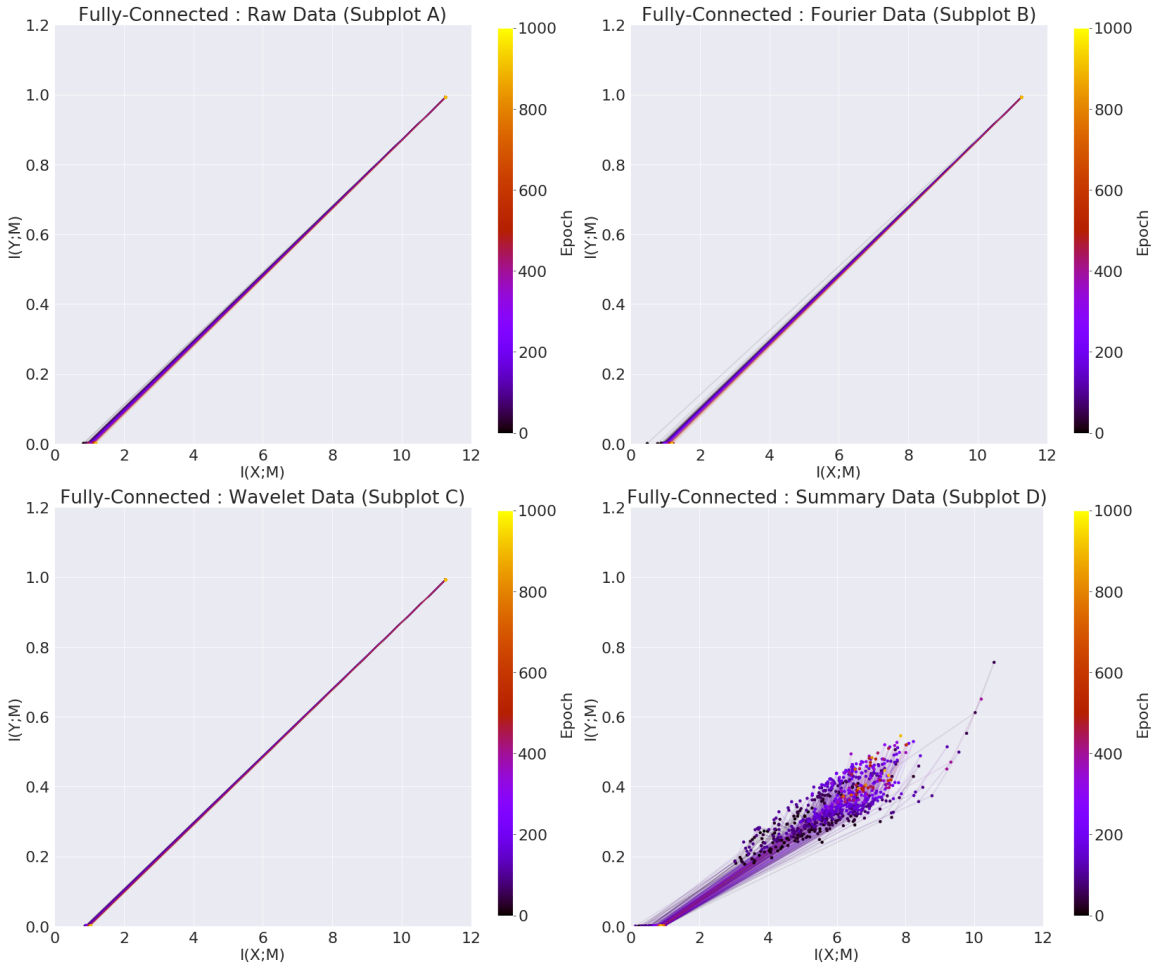 Fully-Connected : Raw Data (Subplot A)
1.2
1.0
0.8
0.6
0.4
0.2
0.0
I(Y;M)
0 2 4 6 8 10 12
I(X;M)
1000
800
600
400
200
0
Epoch
Fully-Connected : Fourier Data (Subplot B)
1.2
1.0
0.8
0.6
0.4
0.2
0.0
I(Y;M)
0 2 4 6 8 10 12
I(X;M)
1000
800
600
400
200
0
Epoch
Fully-Connected : Wavelet Data (Subplot C)
1.2
1.0
0.8
0.6
0.4
0.2
0.0
I(Y;M)
0 2 4 6 8 10 12
I(X;M)
1000
800
600
400
200
0
Epoch
Fully-Connected : Summary Data (Subplot D)
1.2
1.0
0.8
0.6
0.4
0.2
0.0
I(Y;M)
0 2 4 6 8 10 12
I(X;M)
1000
800
600
400
200
0
Epoch